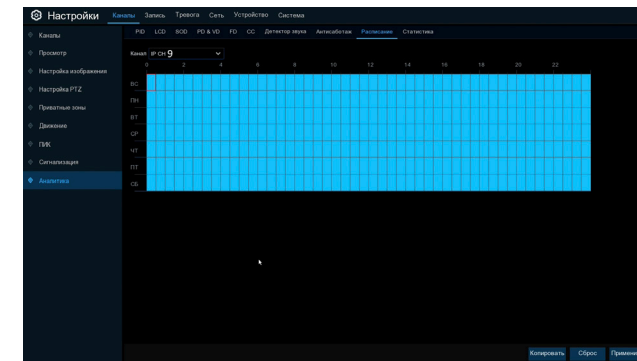 Настройки Каналы Запись Тревога Сеть Устройство Система
Каналы
Просмотр
Настройка изображения
Настройка PTZ
Приватные зоны
Движение
ПИК
Сигнализация
Аналитика
PID LCD SOD PD & VD FD CC Детектор звука Антисаботаж Расписание Статистика
Канал IP CH 9
0 2 4 6 8 10 12 14 16 18 20 22
ВС
ПН
ВТ
СР
ЧТ
ПТ
СБ
Копировать Сброс Примени